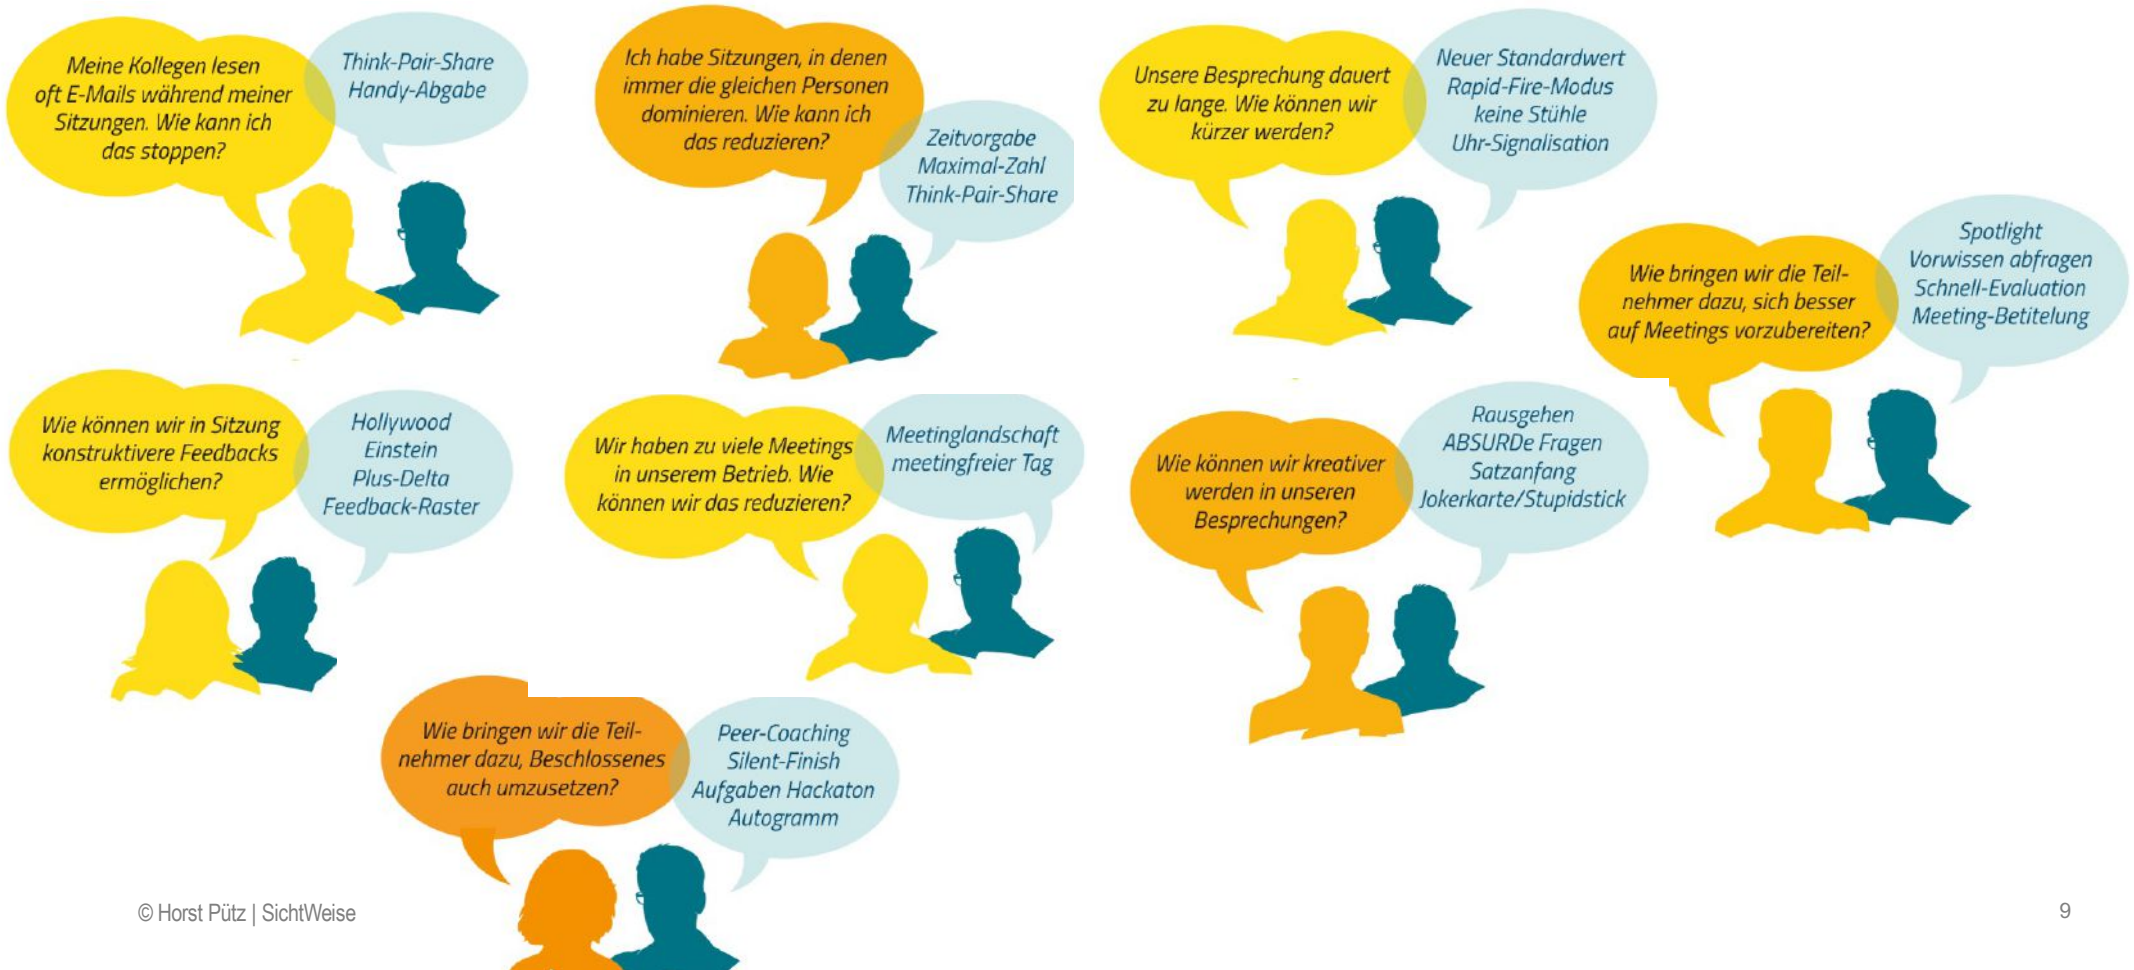 Meine Kollegen lesen
oft E-Mails während meiner
Sitzungen. Wie kann ich
das stoppen?
Think-Pair-Share
Handy-Abgabe
Ich habe Sitzungen, in denen
immer die gleichen Personen
dominieren. Wie kann ich
das reduzieren?
Zeitvorgabe
Maximal-Zahl
Think-Pair-Share
Unsere Besprechung dauert
zu lange. Wie können wir
kürzer werden?
Neuer Standardwert
Rapid-Fire-Modus
keine Stühle
Uhr-Signalisation
Wie bringen wir die Teil-
nehmer dazu, sich besser
auf Meetings vorzubereiten?
Spotlight
Vorwissen abfragen
Schnell-Evaluation
Meeting-Betitelung
Wie können wir in Sitzung
konstruktivere Feedbacks
ermöglichen?
Hollywood
Einstein
Plus-Delta
Feedback-Raster
Wir haben zu viele Meetings
in unserem Betrieb. Wie
können wir das reduzieren?
Meetinglandschaft
meetingfreier Tag
Wie können wir kreativer
werden in unseren
Besprechungen?
Rausgehen
ABSURDe Fragen
Satzanfang
Jokerkarte/Stupidstick
Wie bringen wir die Teil-
nehmer dazu, Beschlossenes
auch umzusetzen?
Peer-Coaching
Silent-Finish
Aufgaben Hackaton
Autogramm
© Horst Pütz | SichtWeise
9